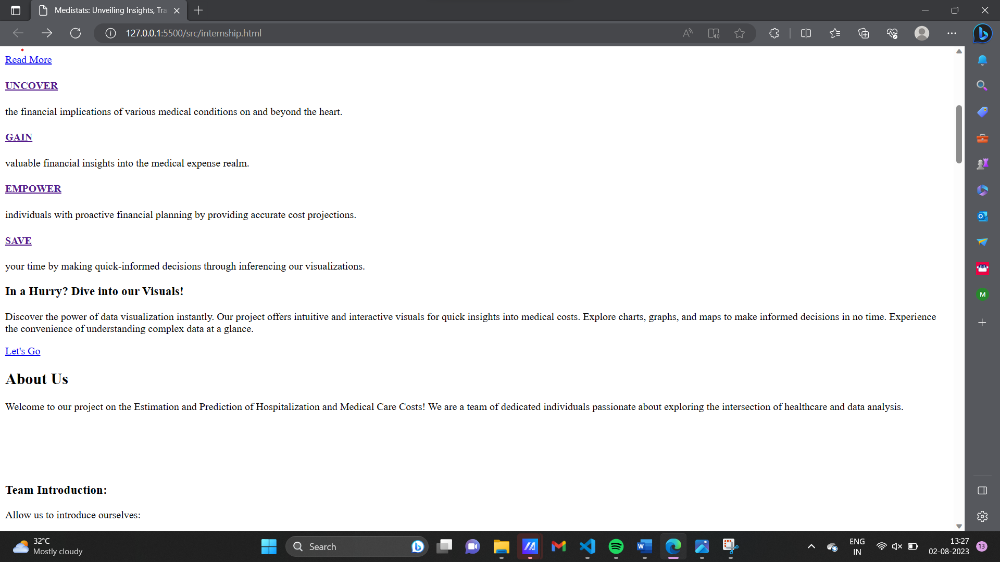 Medistats: Unveiling Insights, Tra
127.0.0.1:5500/src/internship.html
Read More
UNCOVER
the financial implications of various medical conditions on and beyond the heart.
GAIN
valuable financial insights into the medical expense realm.
EMPOWER
individuals with proactive financial planning by providing accurate cost projections.
SAVE
your time by making quick-informed decisions through inferencing our visualizations.
In a Hurry? Dive into our Visuals!
Discover the power of data visualization instantly. Our project offers intuitive and interactive visuals for quick insights into medical costs. Explore charts, graphs, and maps to make informed decisions in no time. Experience
the convenience of understanding complex data at a glance.
Let's Go
About Us
Welcome to our project on the Estimation and Prediction of Hospitalization and Medical Care Costs! We are a team of dedicated individuals passionate about exploring the intersection of healthcare and data analysis.
Team Introduction:
Allow us to introduce ourselves:
M
32°C
Mostly cloudy
Search
ENG
IN
13:27
02-08-2023
13